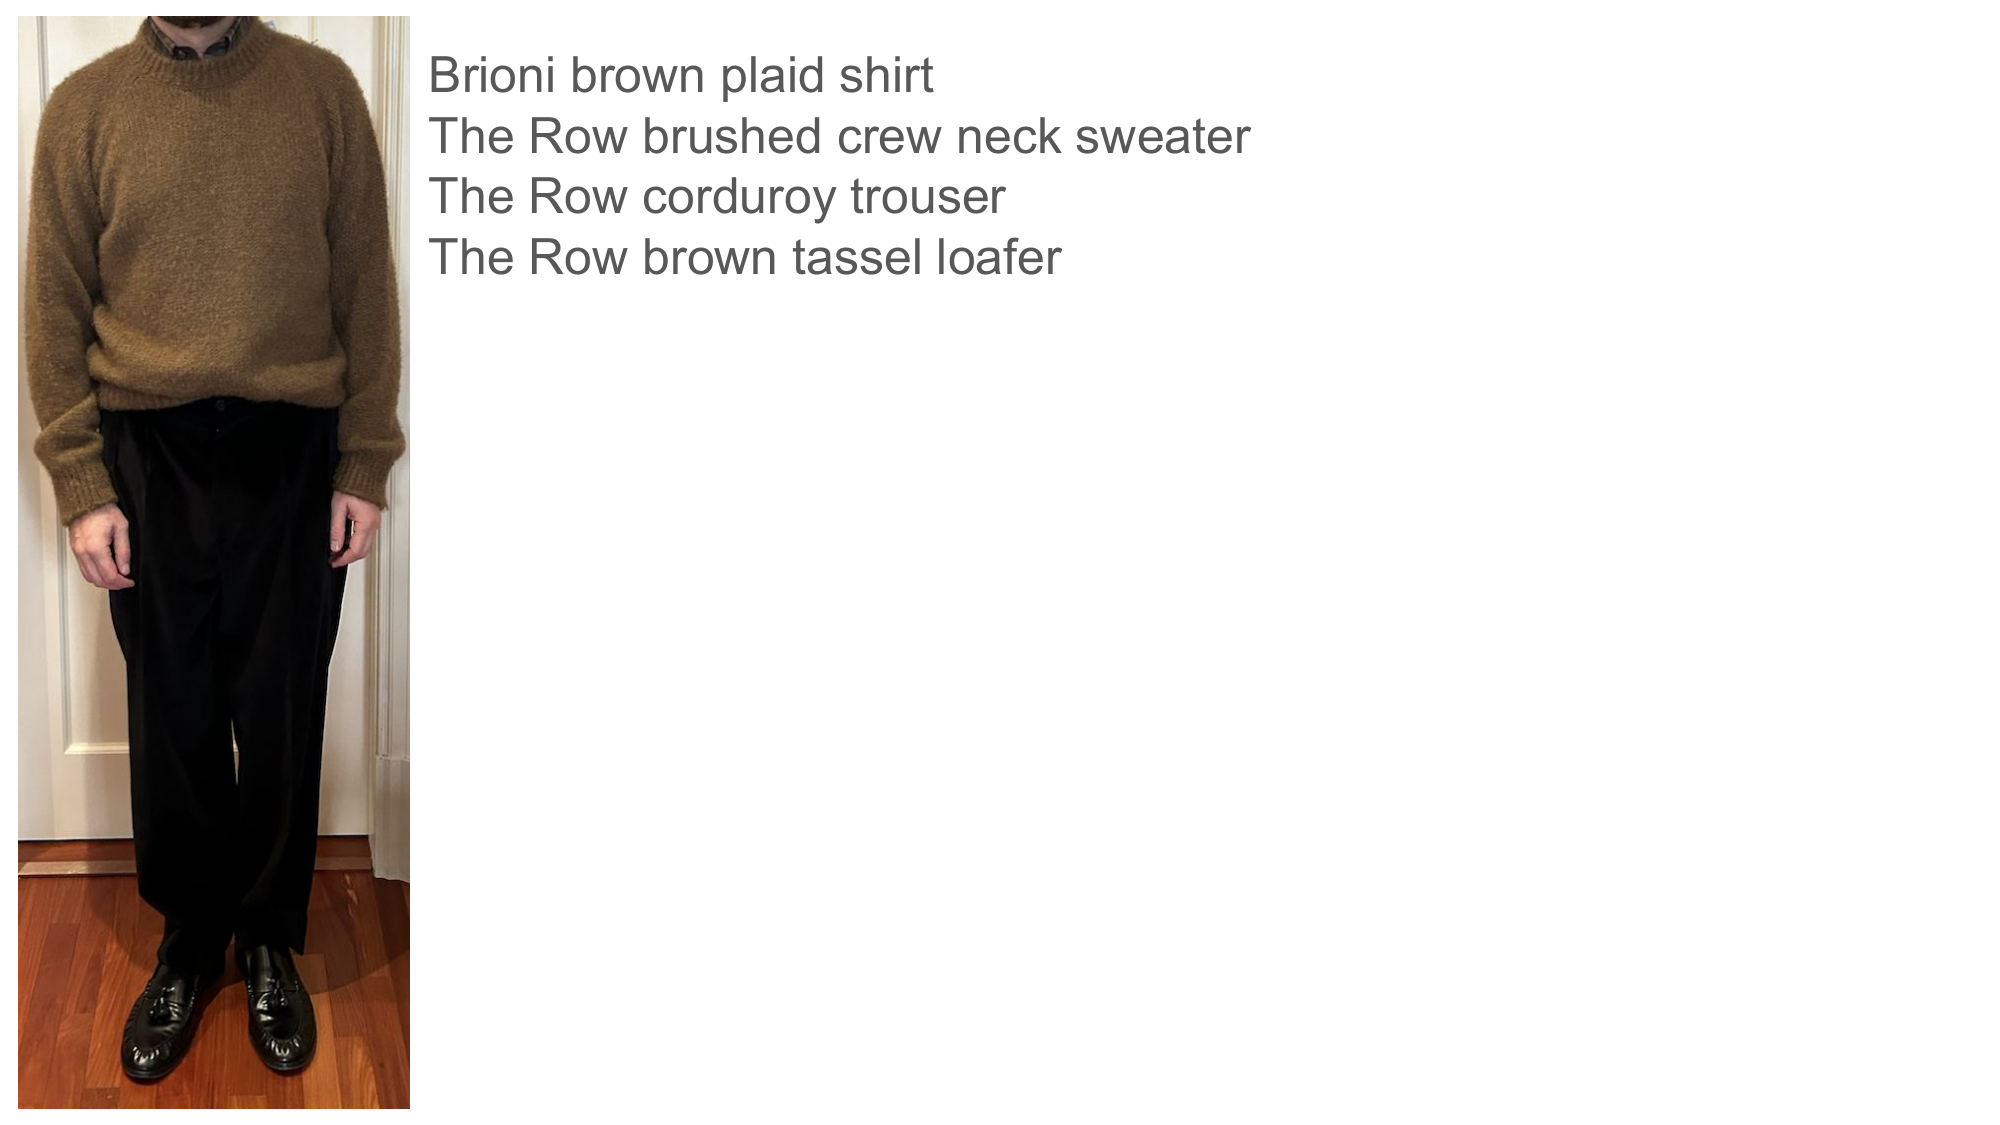 Brioni brown plaid shirt
The Row brushed crew neck sweater
The Row corduroy trouser
The Row brown tassel loafer